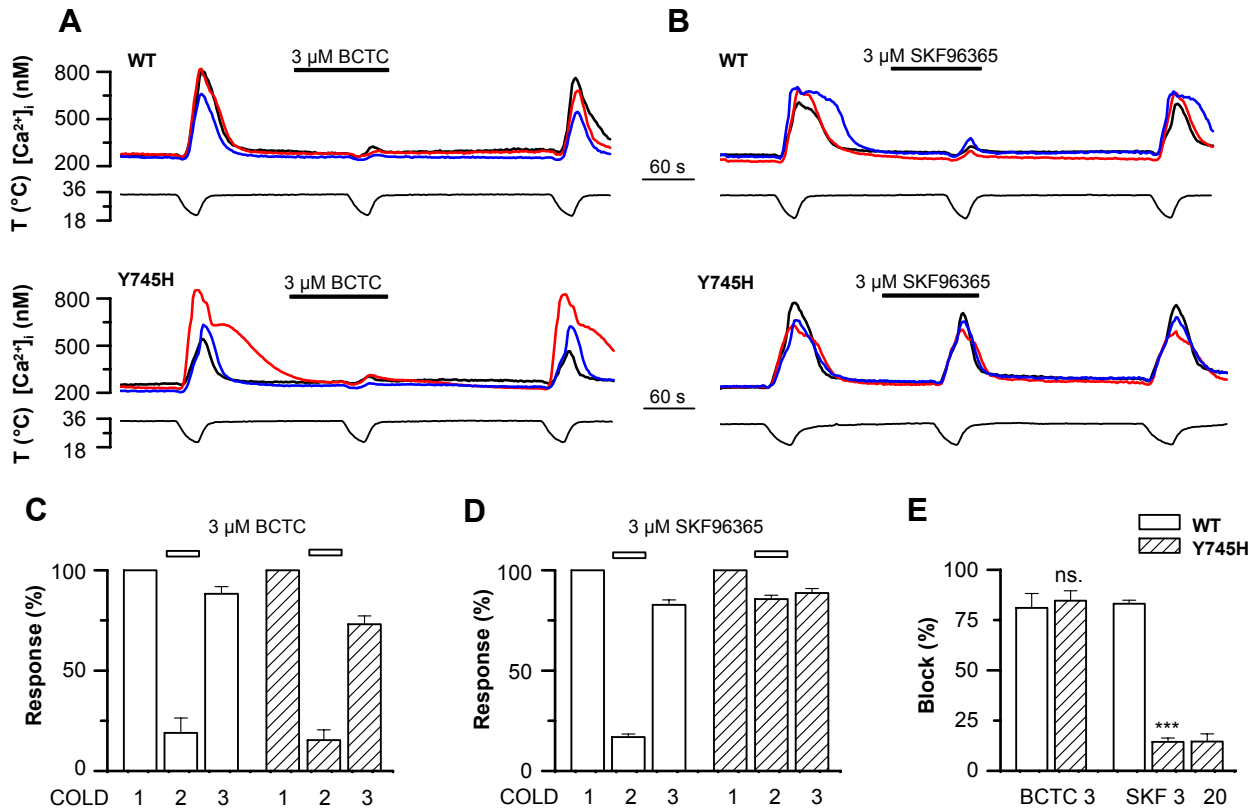 A
WT
3 µM BCTC
[Ca²⁺]ᵢ (nM)
800
500
200
T (°C)
36
18
60 s
Y745H
3 µM BCTC
[Ca²⁺]ᵢ (nM)
800
500
200
T (°C)
36
18
60 s
B
WT
3 µM SKF96365
Y745H
3 µM SKF96365
C
3 µM BCTC
Response (%)
100
50
0
COLD 1 2 3 1 2 3
D
3 µM SKF96365
Response (%)
100
50
0
COLD 1 2 3 1 2 3
E
WT
Y745H
Block (%)
100
75
50
25
0
ns.
***
BCTC 3 SKF 3 20